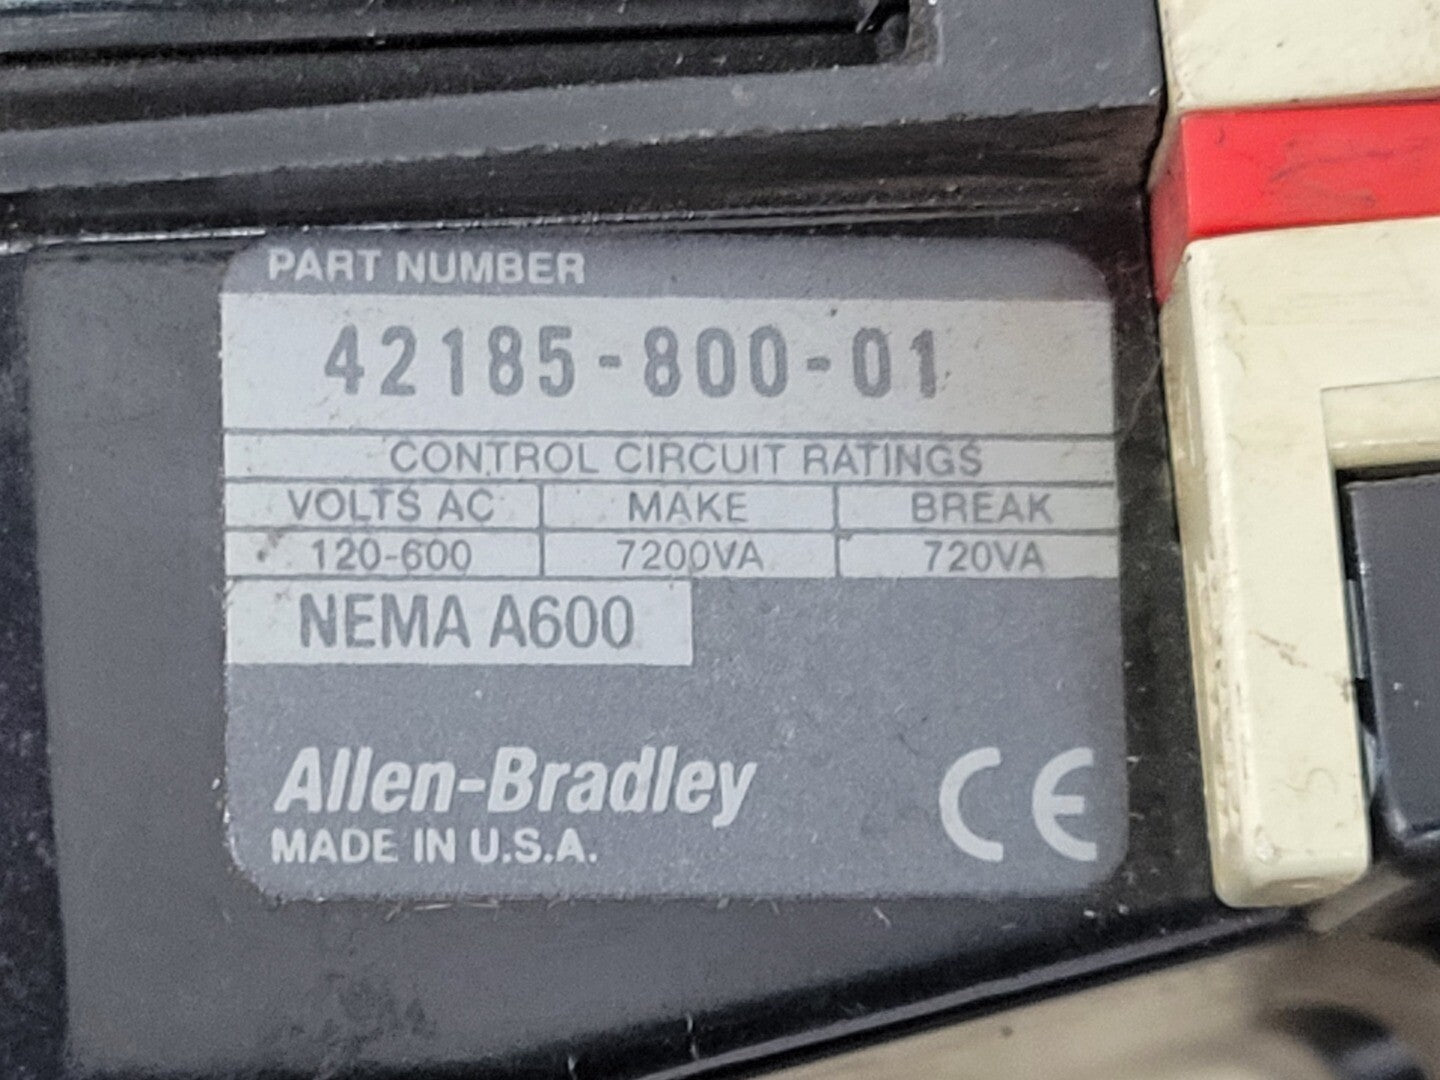 PART NUMBER
42185-800-01
CONTROL CIRCUIT RATINGS
VOLTS AC MAKE BREAK
120-600 7200VA 720VA
NEMA A600
Allen-Bradley CE
MADE IN U.S.A.